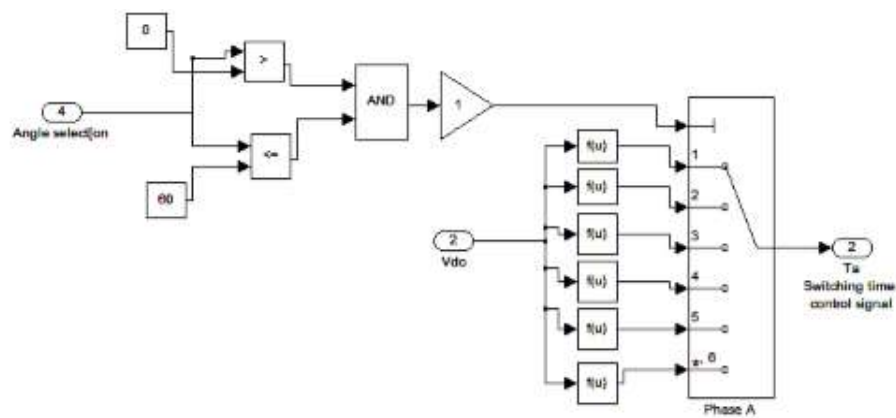 0
>
4
Angle selection
AND
1
<=
60
f(u)
1
f(u)
2
f(u)
3
2
Vdc
f(u)
4
f(u)
5
f(u)
*, 6
Phase A
2
Ta
Switching time
control signal